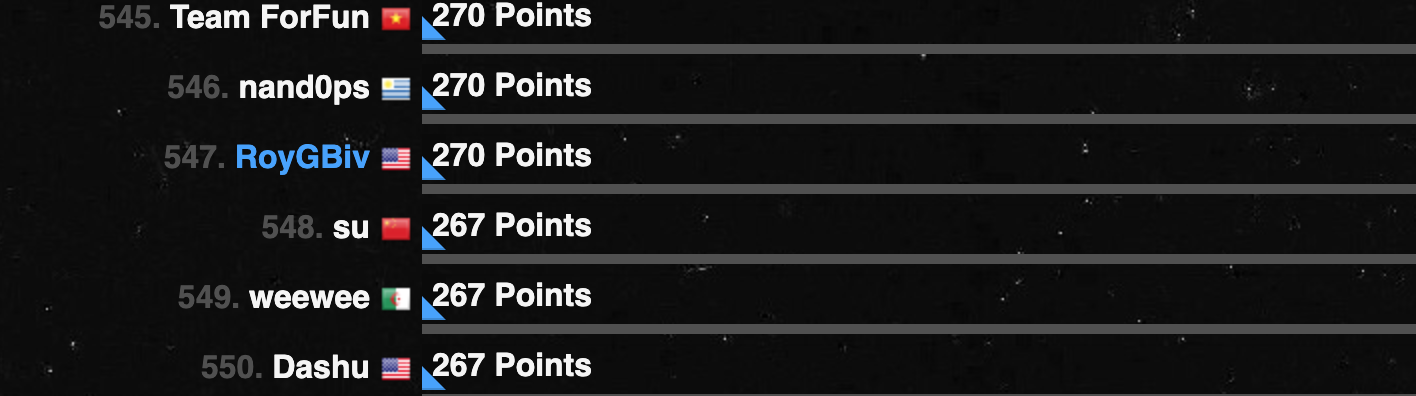 545. Team ForFun 270 Points
546. nand0ps 270 Points
547. RoyGBiv 270 Points
548. su 267 Points
549. weewee 267 Points
550. Dashu 267 Points